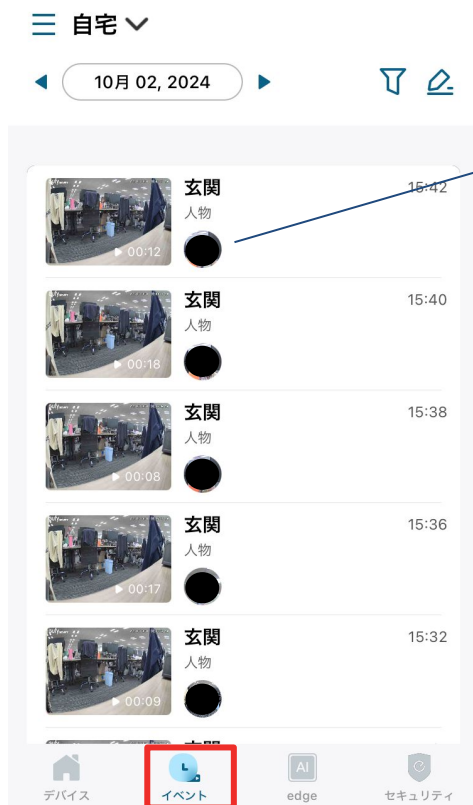 自宅
10月 02, 2024
玄関 15:42
人物
00:12
玄関 15:40
人物
00:18
玄関 15:38
人物
00:08
玄関 15:36
人物
00:17
玄関 15:32
人物
00:09
デバイス イベント AI edge セキュリティ